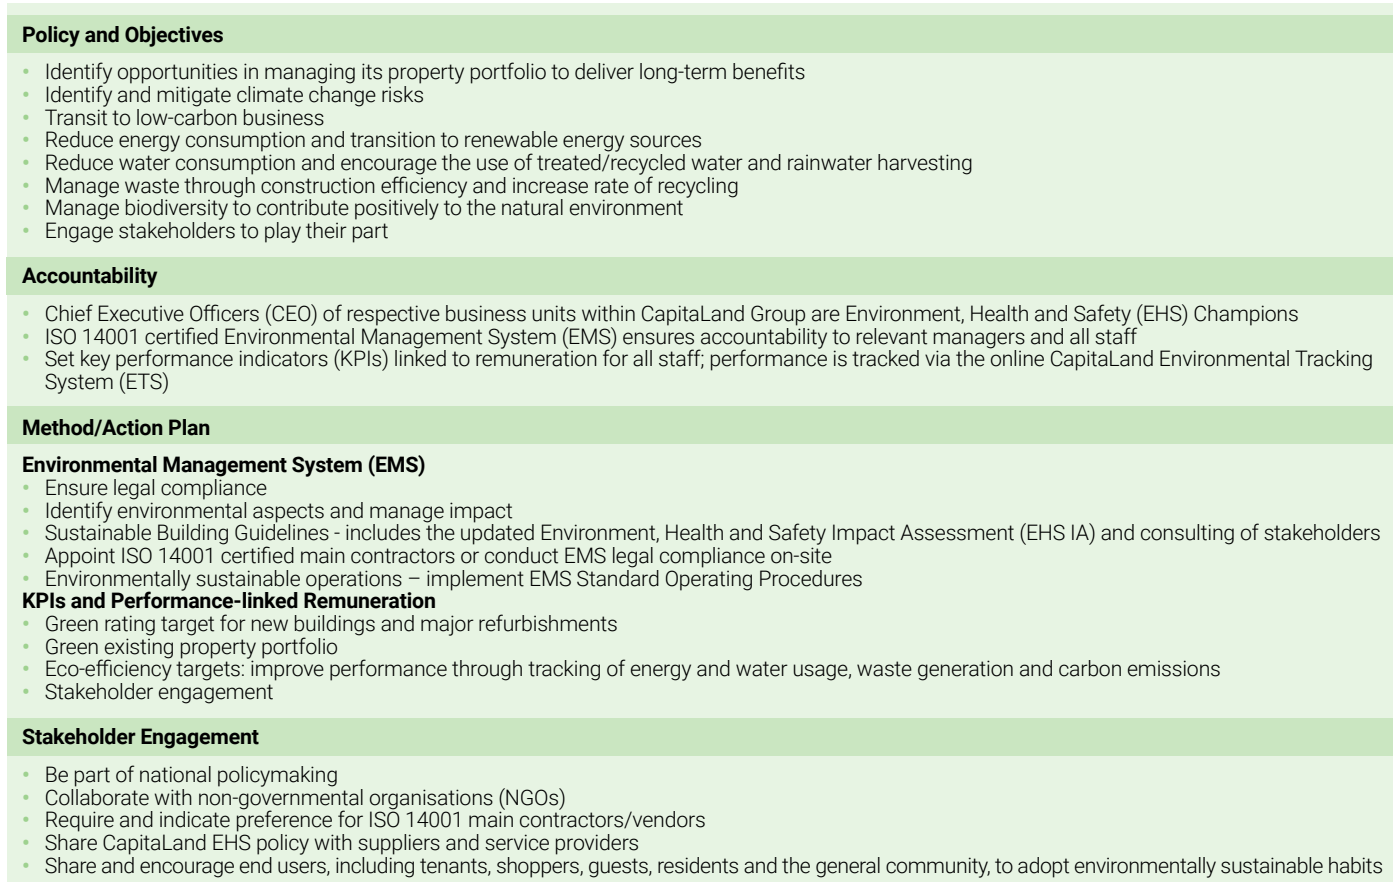 Policy and Objectives
• Identify opportunities in managing its property portfolio to deliver long-term benefits
• Identify and mitigate climate change risks
• Transit to low-carbon business
• Reduce energy consumption and transition to renewable energy sources
• Reduce water consumption and encourage the use of treated/recycled water and rainwater harvesting
• Manage waste through construction efficiency and increase rate of recycling
• Manage biodiversity to contribute positively to the natural environment
• Engage stakeholders to play their part
Accountability
• Chief Executive Officers (CEO) of respective business units within CapitaLand Group are Environment, Health and Safety (EHS) Champions
• ISO 14001 certified Environmental Management System (EMS) ensures accountability to relevant managers and all staff
• Set key performance indicators (KPIs) linked to remuneration for all staff; performance is tracked via the online CapitaLand Environmental Tracking
System (ETS)
Method/Action Plan
Environmental Management System (EMS)
• Ensure legal compliance
• Identify environmental aspects and manage impact
• Sustainable Building Guidelines - includes the updated Environment, Health and Safety Impact Assessment (EHS IA) and consulting of stakeholders
• Appoint ISO 14001 certified main contractors or conduct EMS legal compliance on-site
• Environmentally sustainable operations – implement EMS Standard Operating Procedures
KPIs and Performance-linked Remuneration
• Green rating target for new buildings and major refurbishments
• Green existing property portfolio
• Eco-efficiency targets: improve performance through tracking of energy and water usage, waste generation and carbon emissions
• Stakeholder engagement
Stakeholder Engagement
• Be part of national policymaking
• Collaborate with non-governmental organisations (NGOs)
• Require and indicate preference for ISO 14001 main contractors/vendors
• Share CapitaLand EHS policy with suppliers and service providers
• Share and encourage end users, including tenants, shoppers, guests, residents and the general community, to adopt environmentally sustainable habits